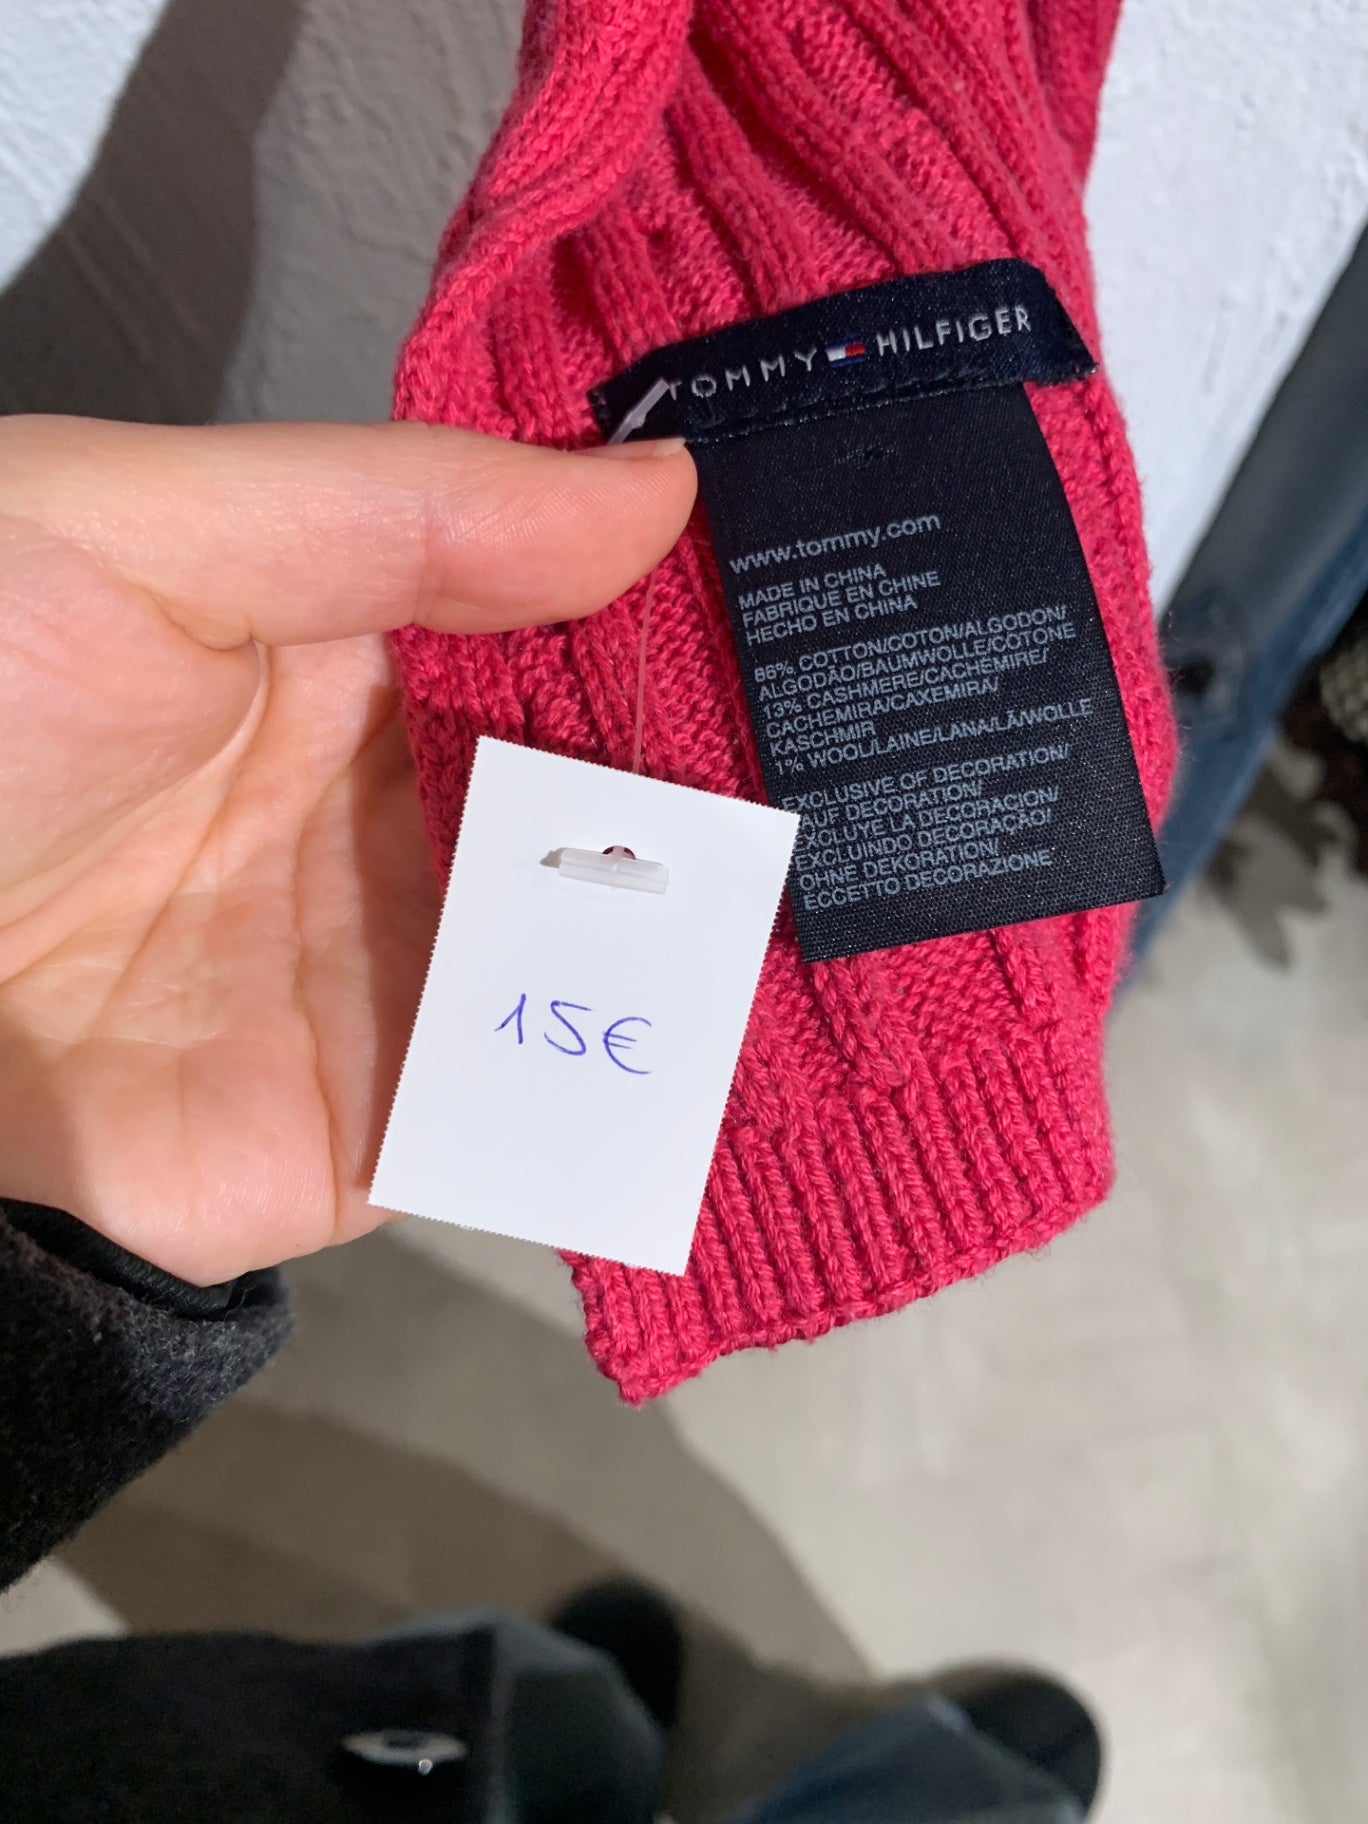 TOMMY HILFIGER
www.tommy.com
MADE IN CHINA
FABRIQUE EN CHINE
HECHO EN CHINA
86% COTTON/COTON/ALGODON/
ALGODÃO/BAUMWOLLE/COTONE
13% CASHMERE/CACHEMIRE/
CACHEMIRA/CAXEMIRA/
KASCHMIR
1% WOOL/LAINE/LANA/LÃ/WOLLE
EXCLUSIVE OF DECORATION/
OUF DECORATION/
EXCLUYE LA DECORACION/
EXCLUINDO DECORAÇÃO/
OHNE DEKORATION/
ECCETTO DECORAZIONE
15€